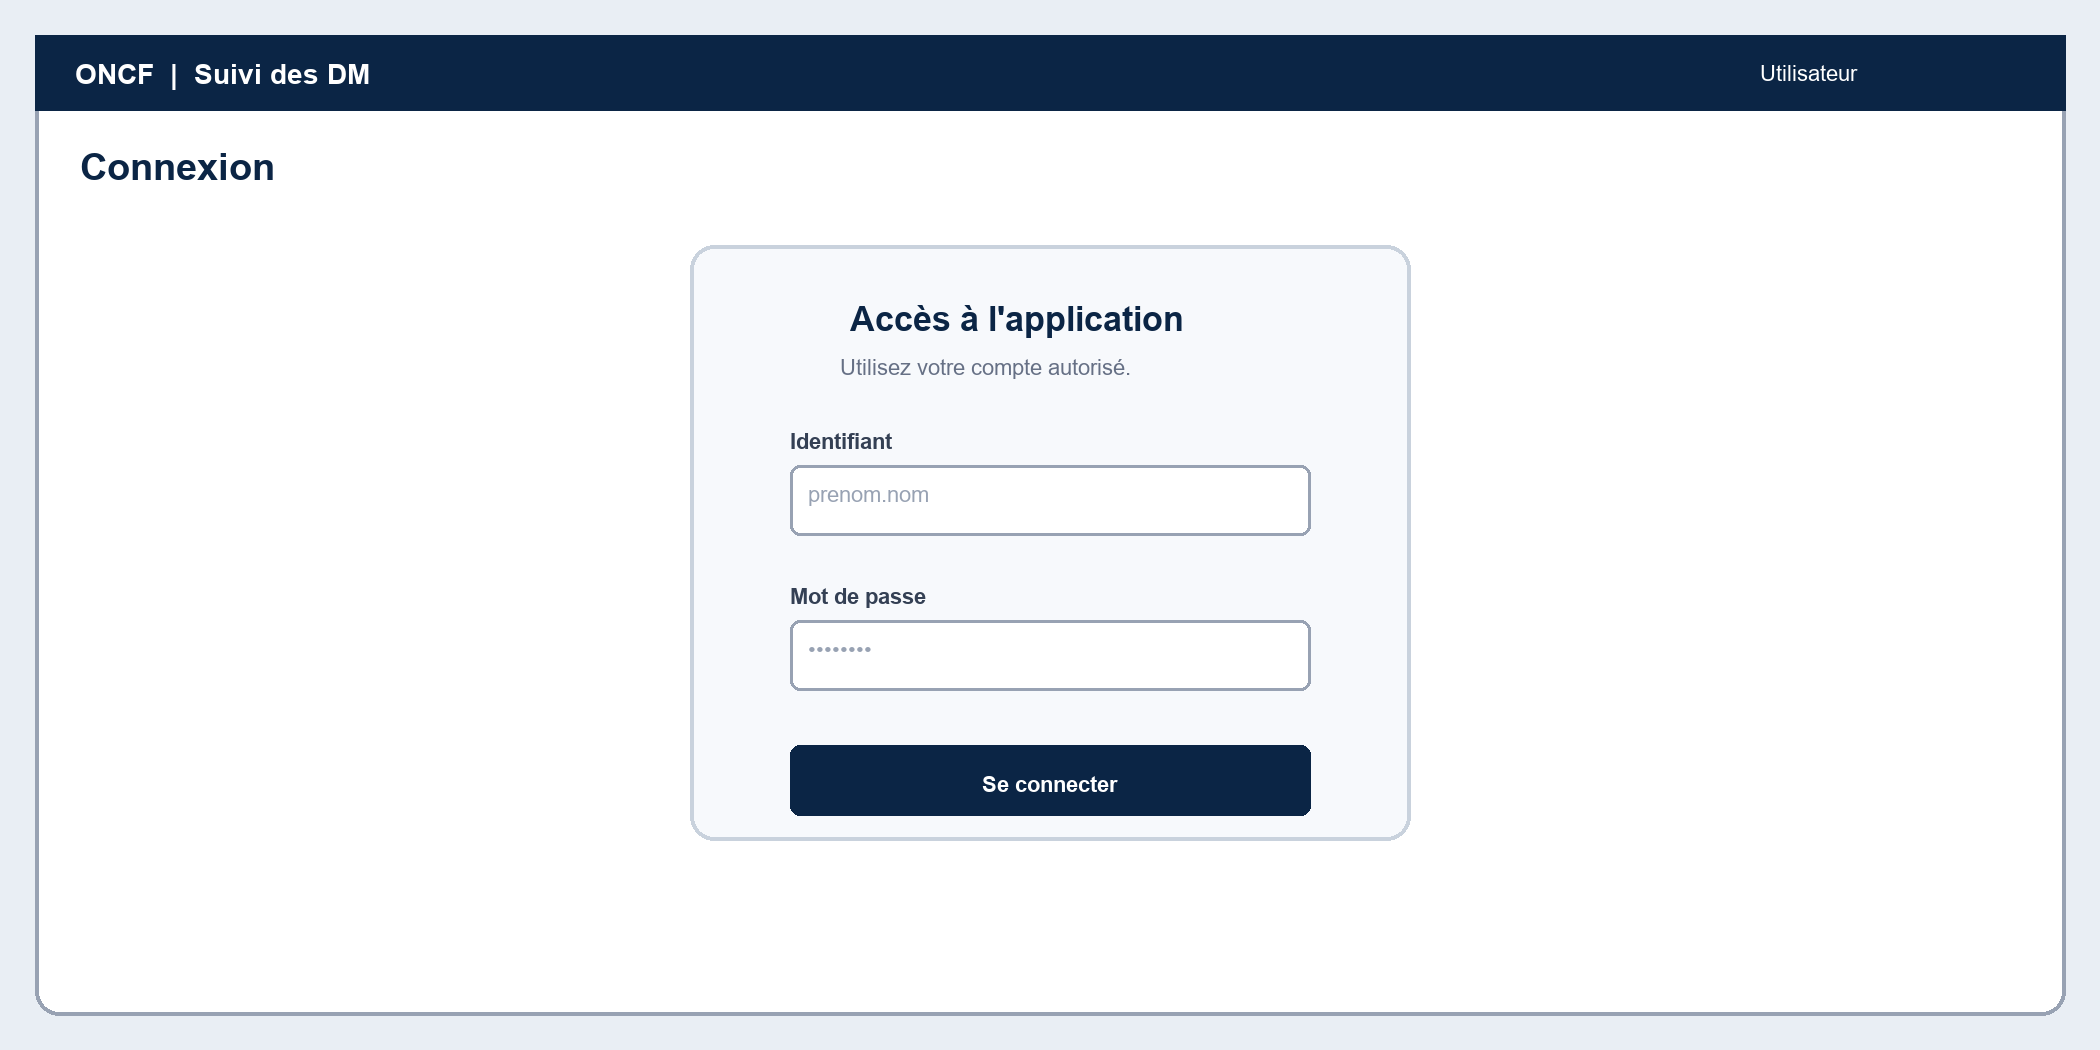 ONCF | Suivi des DM
Utilisateur
Connexion
Accès à l'application
Utilisez votre compte autorisé.
Identifiant
prenom.nom
Mot de passe
••••••••
Se connecter